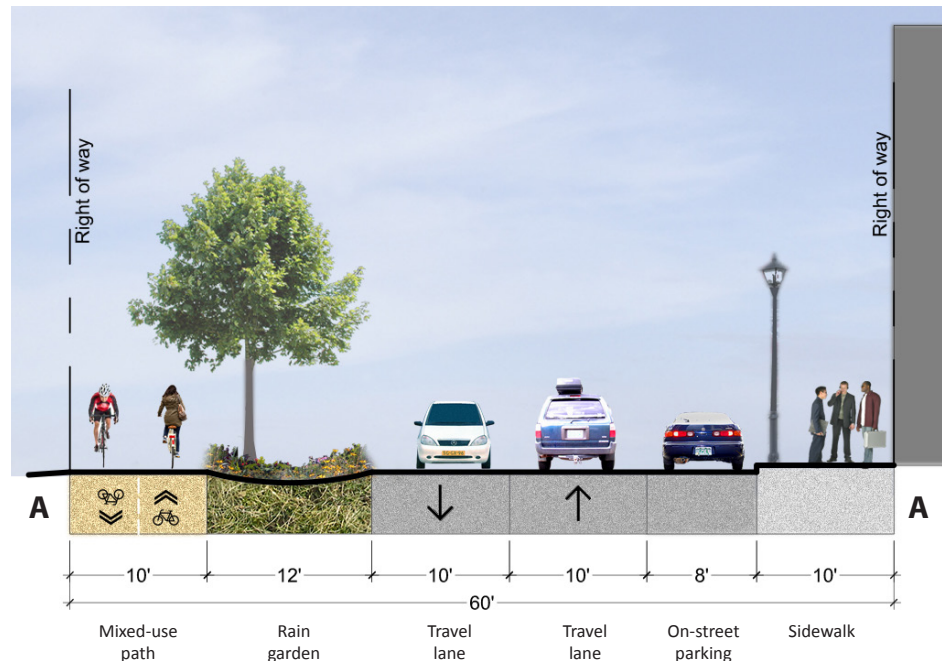 Right of way
Right of way
A
A
10'
12'
10'
10'
8'
10'
60'
Mixed-use
path
Rain
garden
Travel
lane
Travel
lane
On-street
parking
Sidewalk